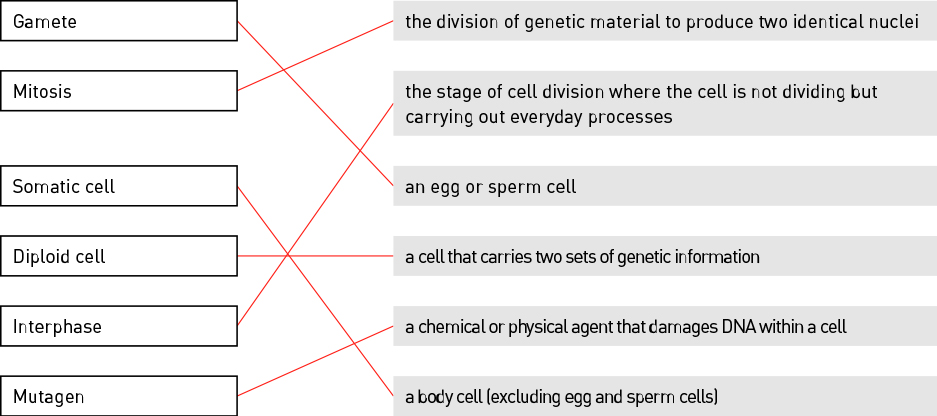 Gamete
the division of genetic material to produce two identical nuclei
Mitosis
the stage of cell division where the cell is not dividing but
carrying out everyday processes
Somatic cell
an egg or sperm cell
Diploid cell
a cell that carries two sets of genetic information
Interphase
a chemical or physical agent that damages DNA within a cell
Mutagen
a body cell (excluding egg and sperm cells)